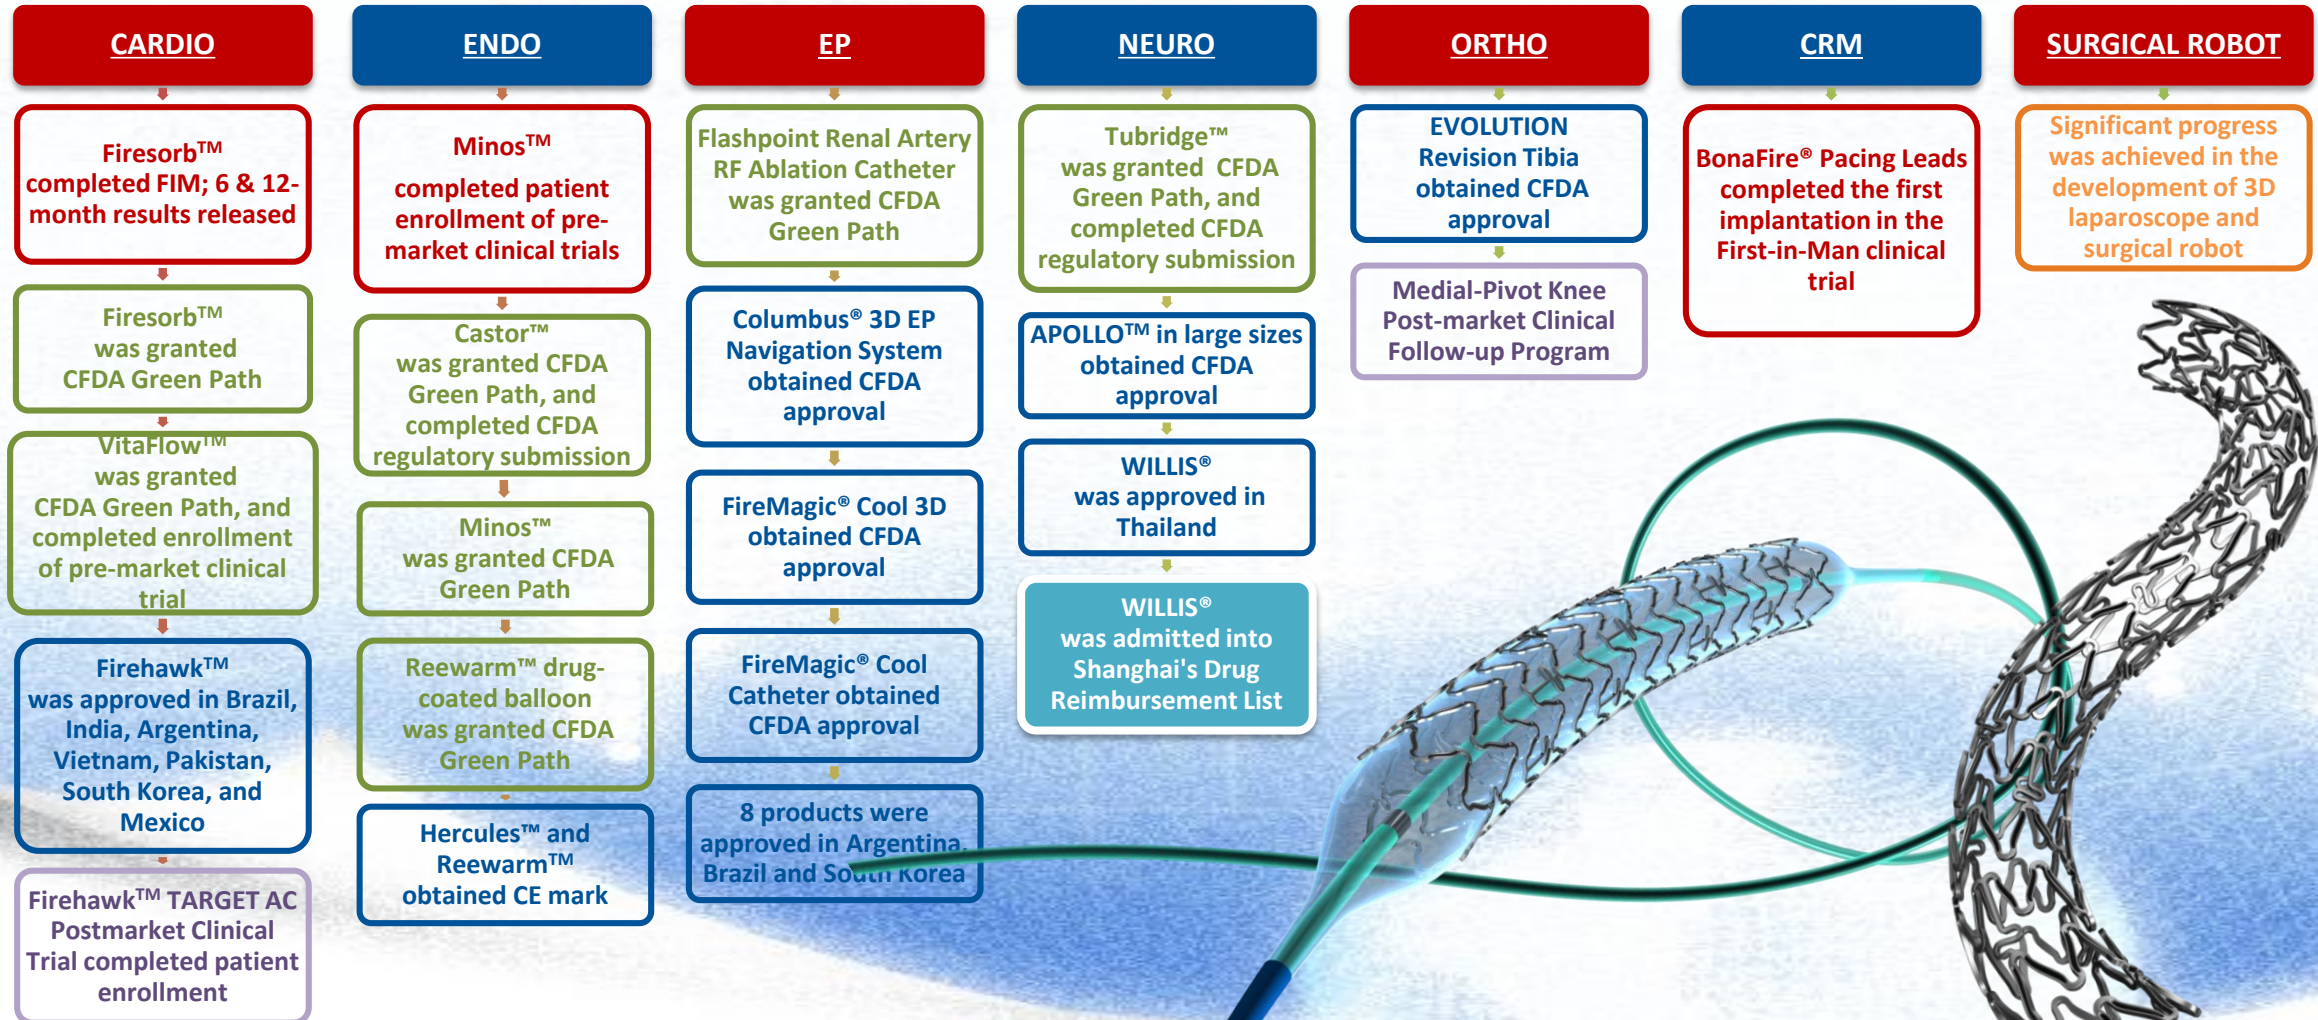 CARDIO
Firesorb™
completed FIM; 6 & 12-
month results released
Firesorb™
was granted
CFDA Green Path
VitaFlow™
was granted
CFDA Green Path, and
completed enrollment
of pre-market clinical
trial
Firehawk™
was approved in Brazil,
India, Argentina,
Vietnam, Pakistan,
South Korea, and
Mexico
Firehawk™ TARGET AC
Postmarket Clinical
Trial completed patient
enrollment
ENDO
Minos™
completed patient
enrollment of pre-
market clinical trials
Castor™
was granted CFDA
Green Path, and
completed CFDA
regulatory submission
Minos™
was granted CFDA
Green Path
Reewarm™ drug-
coated balloon
was granted CFDA
Green Path
Hercules™ and
Reewarm™
obtained CE mark
EP
Flashpoint Renal Artery
RF Ablation Catheter
was granted CFDA
Green Path
Columbus® 3D EP
Navigation System
obtained CFDA
approval
FireMagic® Cool 3D
obtained CFDA
approval
FireMagic® Cool
Catheter obtained
CFDA approval
8 products were
approved in Argentina,
Brazil and South Korea
NEURO
Tubridge™
was granted CFDA
Green Path, and
completed CFDA
regulatory submission
APOLLO™ in large sizes
obtained CFDA
approval
WILLIS®
was approved in
Thailand
WILLIS®
was admitted into
Shanghai's Drug
Reimbursement List
ORTHO
EVOLUTION
Revision Tibia
obtained CFDA
approval
Medial-Pivot Knee
Post-market Clinical
Follow-up Program
CRM
BonaFire® Pacing Leads
completed the first
implantation in the
First-in-Man clinical
trial
SURGICAL ROBOT
Significant progress
was achieved in the
development of 3D
laparoscope and
surgical robot